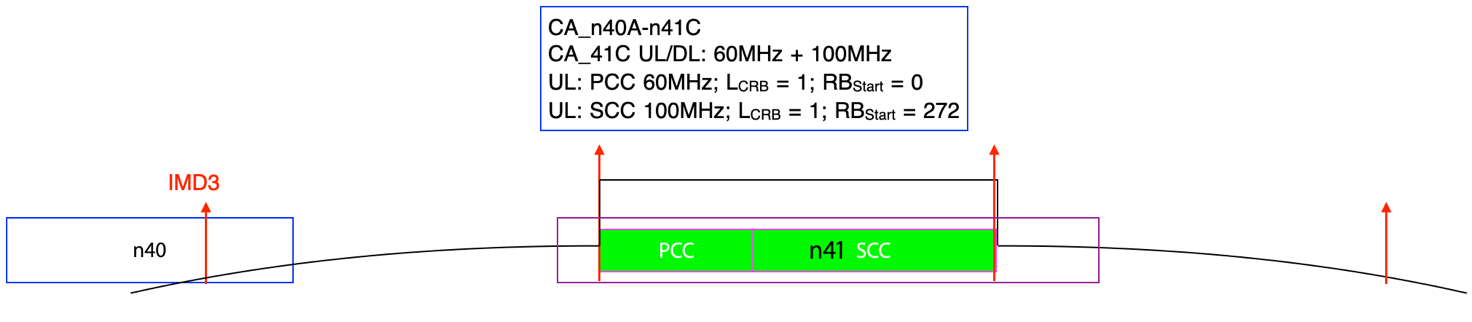 CA_n40A-n41C
CA_41C UL/DL: 60MHz + 100MHz
UL: PCC 60MHz; LCRB = 1; RBStart = 0
UL: SCC 100MHz; LCRB = 1; RBStart = 272
IMD3
n40
PCC n41 SCC